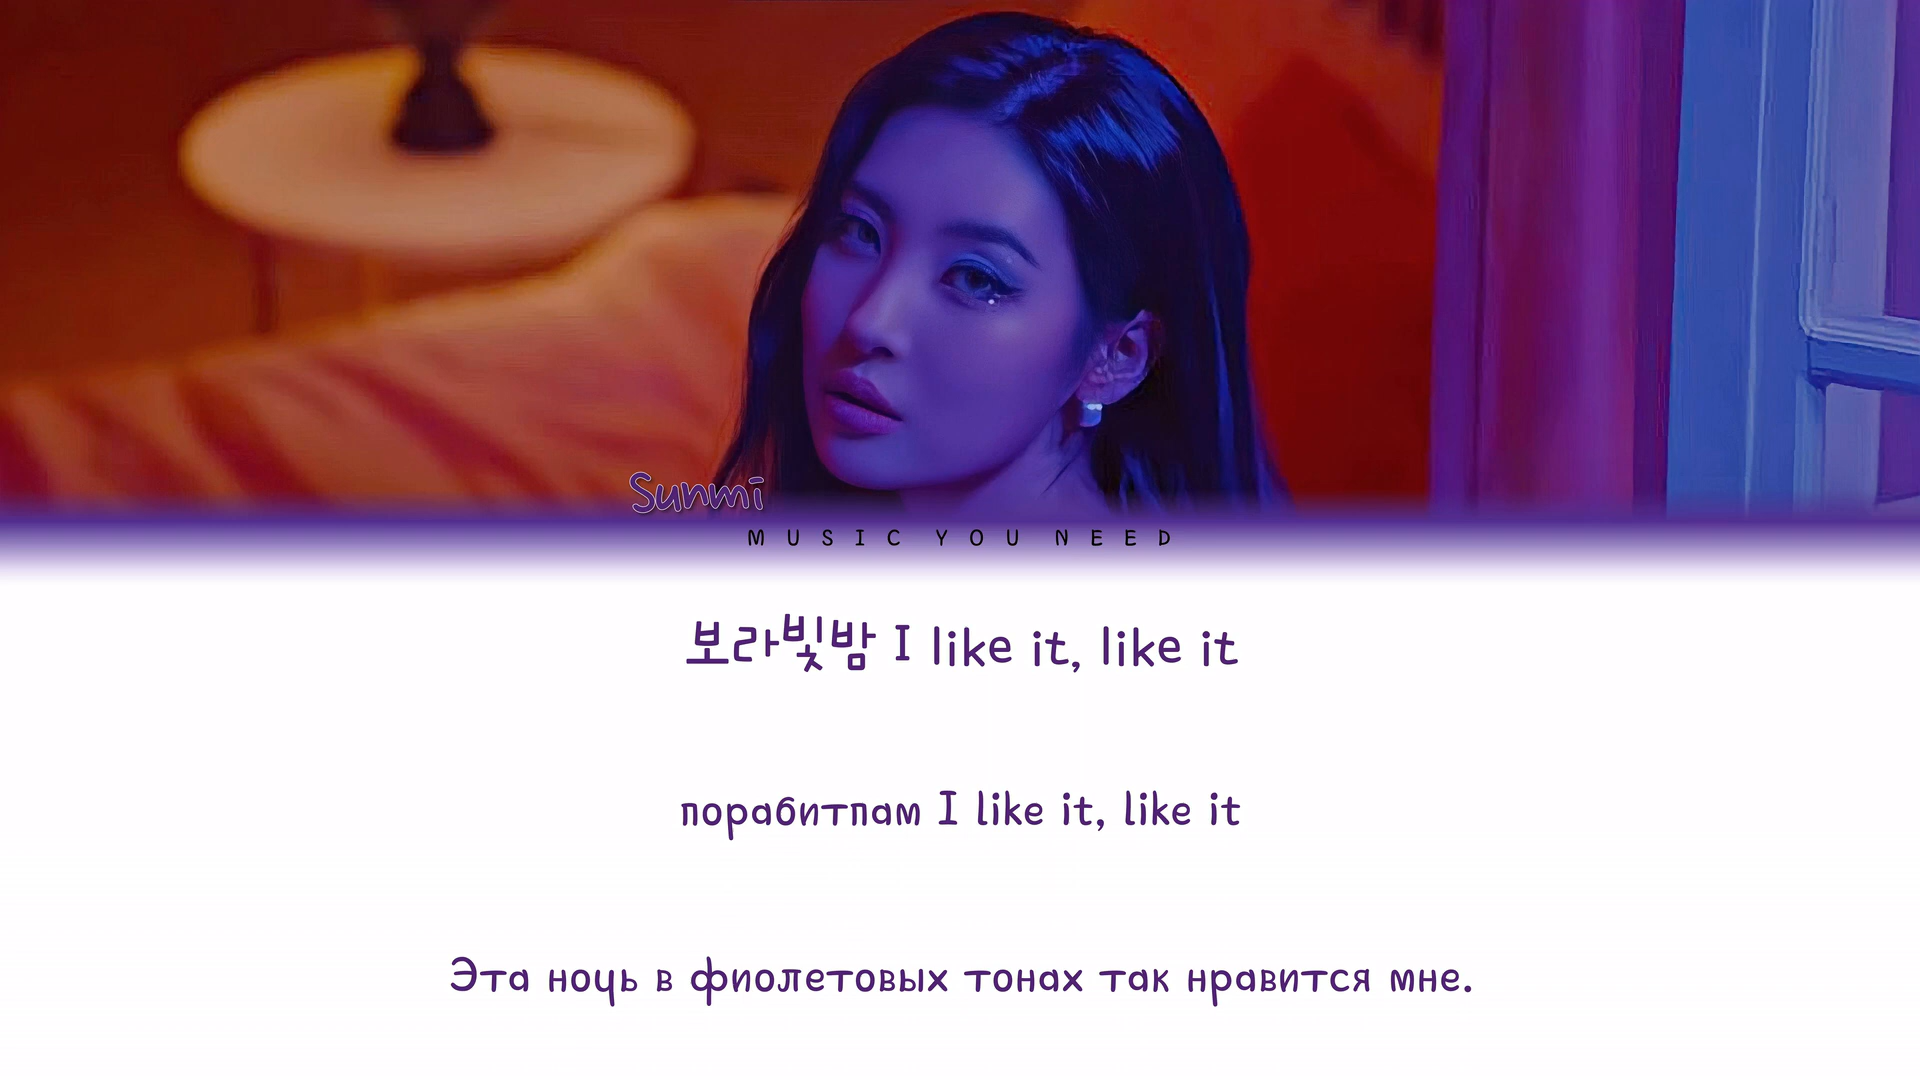 Sunmi
MUSIC YOU NEED
보라빛밤 I like it, like it
порабитпам I like it, like it
Эта ночь в фиолетовых тонах так нравится мне.